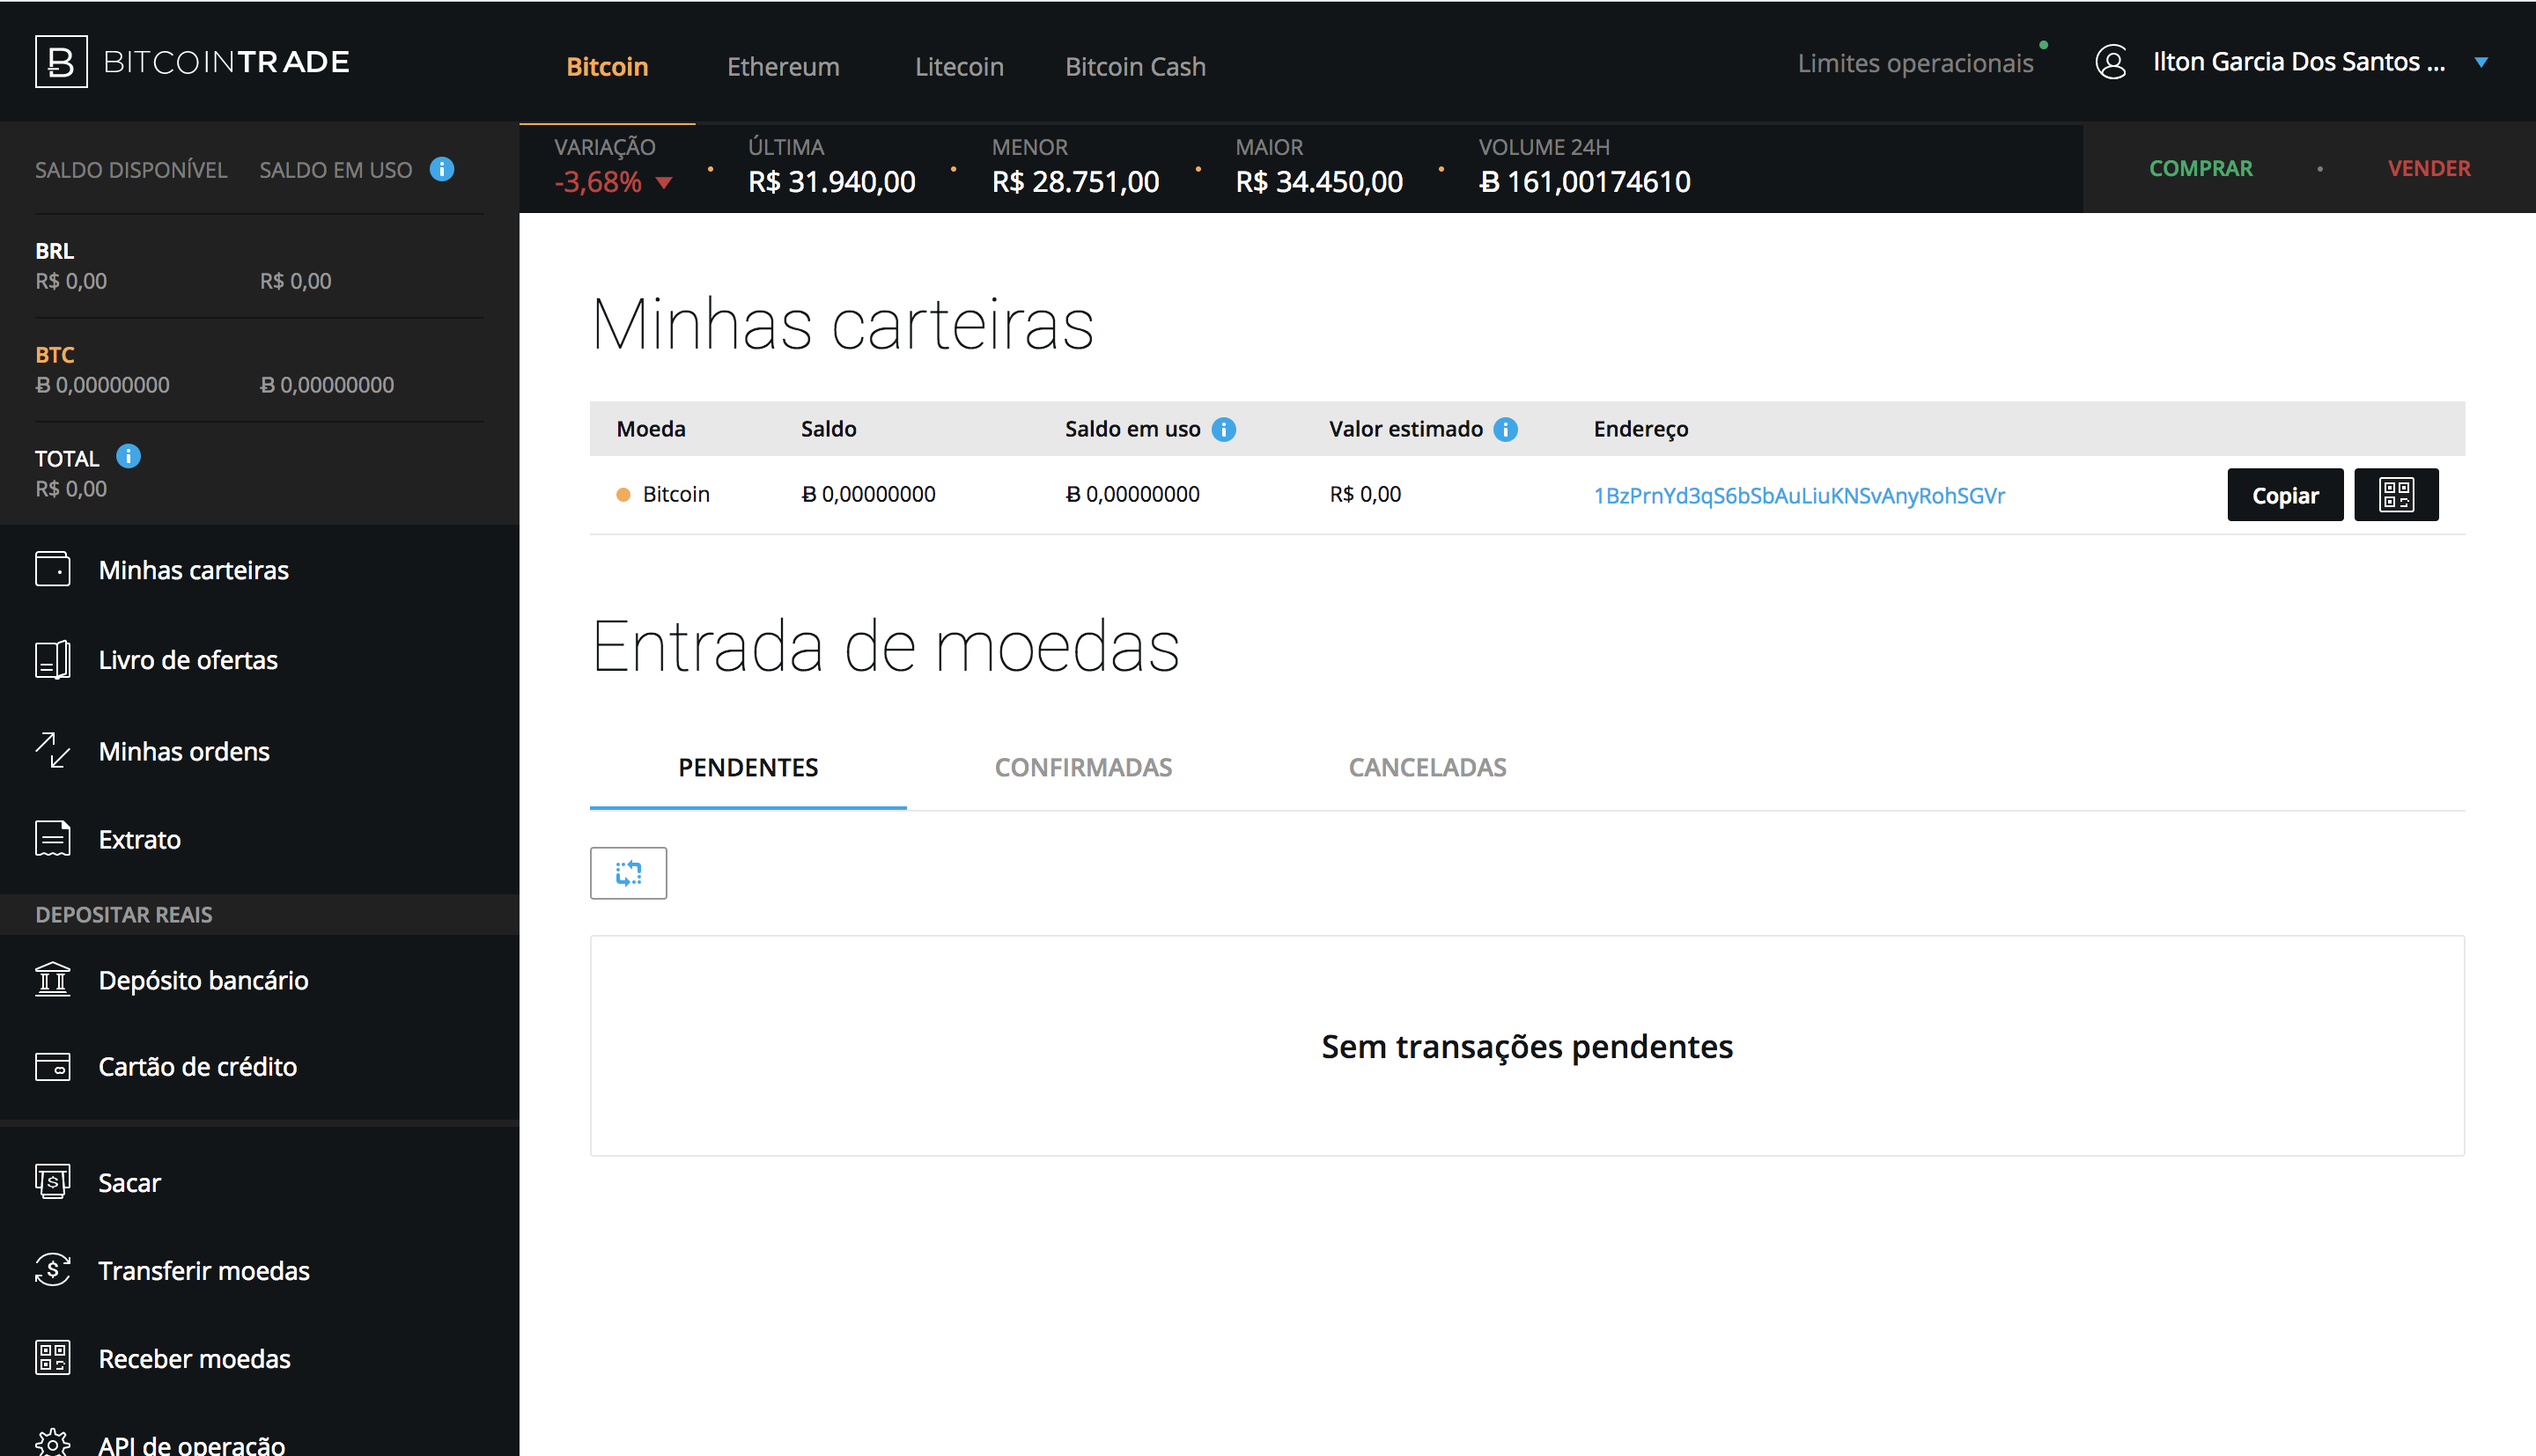 BITCOINTRADE
Bitcoin Ethereum Litecoin Bitcoin Cash
Limites operacionais
Ilton Garcia Dos Santos ...
SALDO DISPONÍVEL SALDO EM USO
BRL
R$ 0,00 R$ 0,00
BTC
Ƀ 0,00000000 Ƀ 0,00000000
TOTAL
R$ 0,00
Minhas carteiras
Livro de ofertas
Minhas ordens
Extrato
DEPOSITAR REAIS
Depósito bancário
Cartão de crédito
Sacar
Transferir moedas
Receber moedas
API de operação
VARIAÇÃO ÚLTIMA MENOR MAIOR VOLUME 24H
-3,68% R$ 31.940,00 R$ 28.751,00 R$ 34.450,00 Ƀ 161,00174610
COMPRAR VENDER
Minhas carteiras
Moeda Saldo Saldo em uso Valor estimado Endereço
Bitcoin Ƀ 0,00000000 Ƀ 0,00000000 R$ 0,00 1BzPrnYd3qS6bSbAuLiuKNSvAnyRohSGVr Copiar
Entrada de moedas
PENDENTES CONFIRMADAS CANCELADAS
Sem transações pendentes